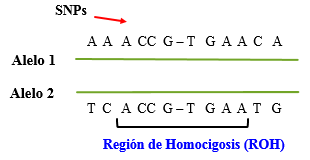 SNPs
A A A CC G – T G A A C A
Alelo 1
Alelo 2
T C A CC G – T G A A T G
Región de Homocigosis (ROH)